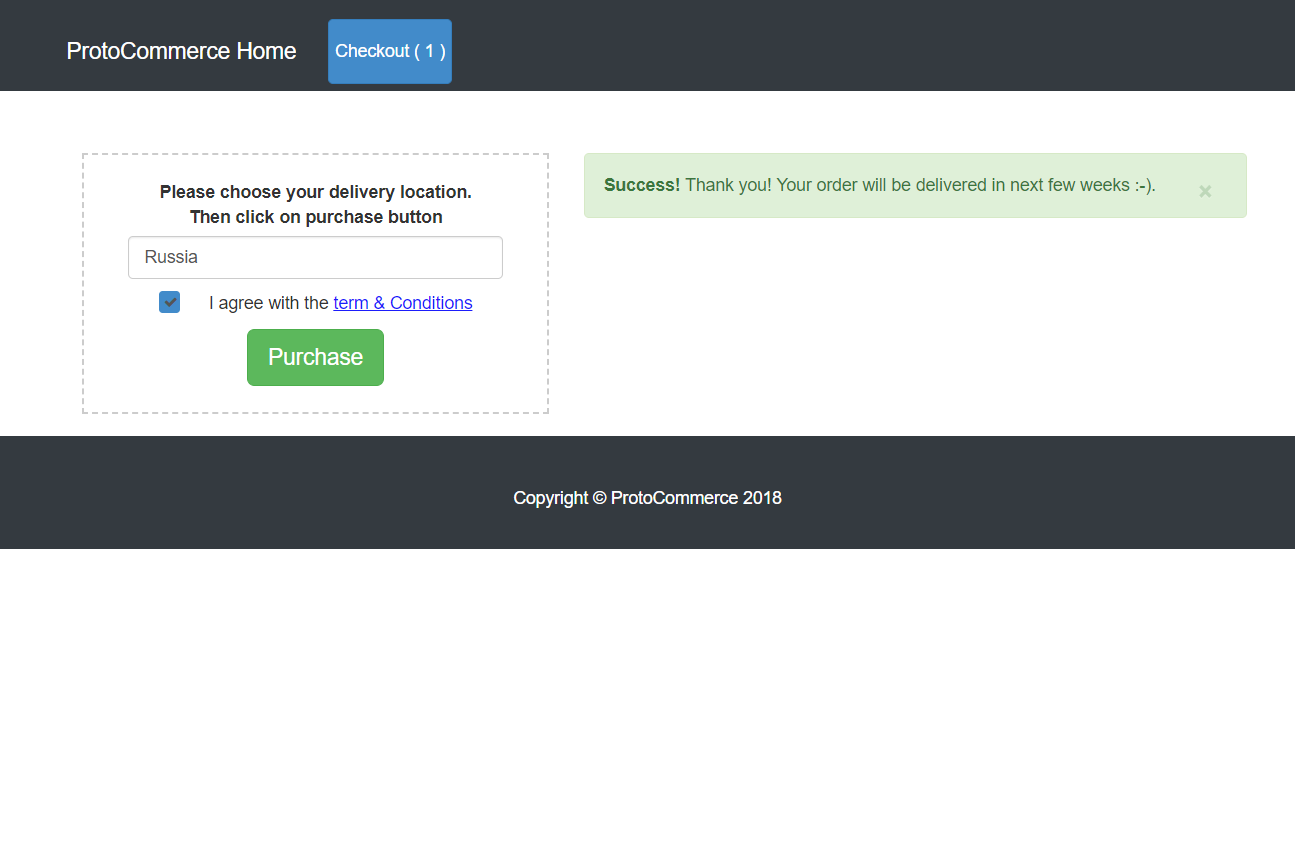 ProtoCommerce Home
Checkout ( 1 )
Please choose your delivery location.
Then click on purchase button
Russia
I agree with the term & Conditions
Purchase
Success! Thank you! Your order will be delivered in next few weeks :-).
×
Copyright © ProtoCommerce 2018